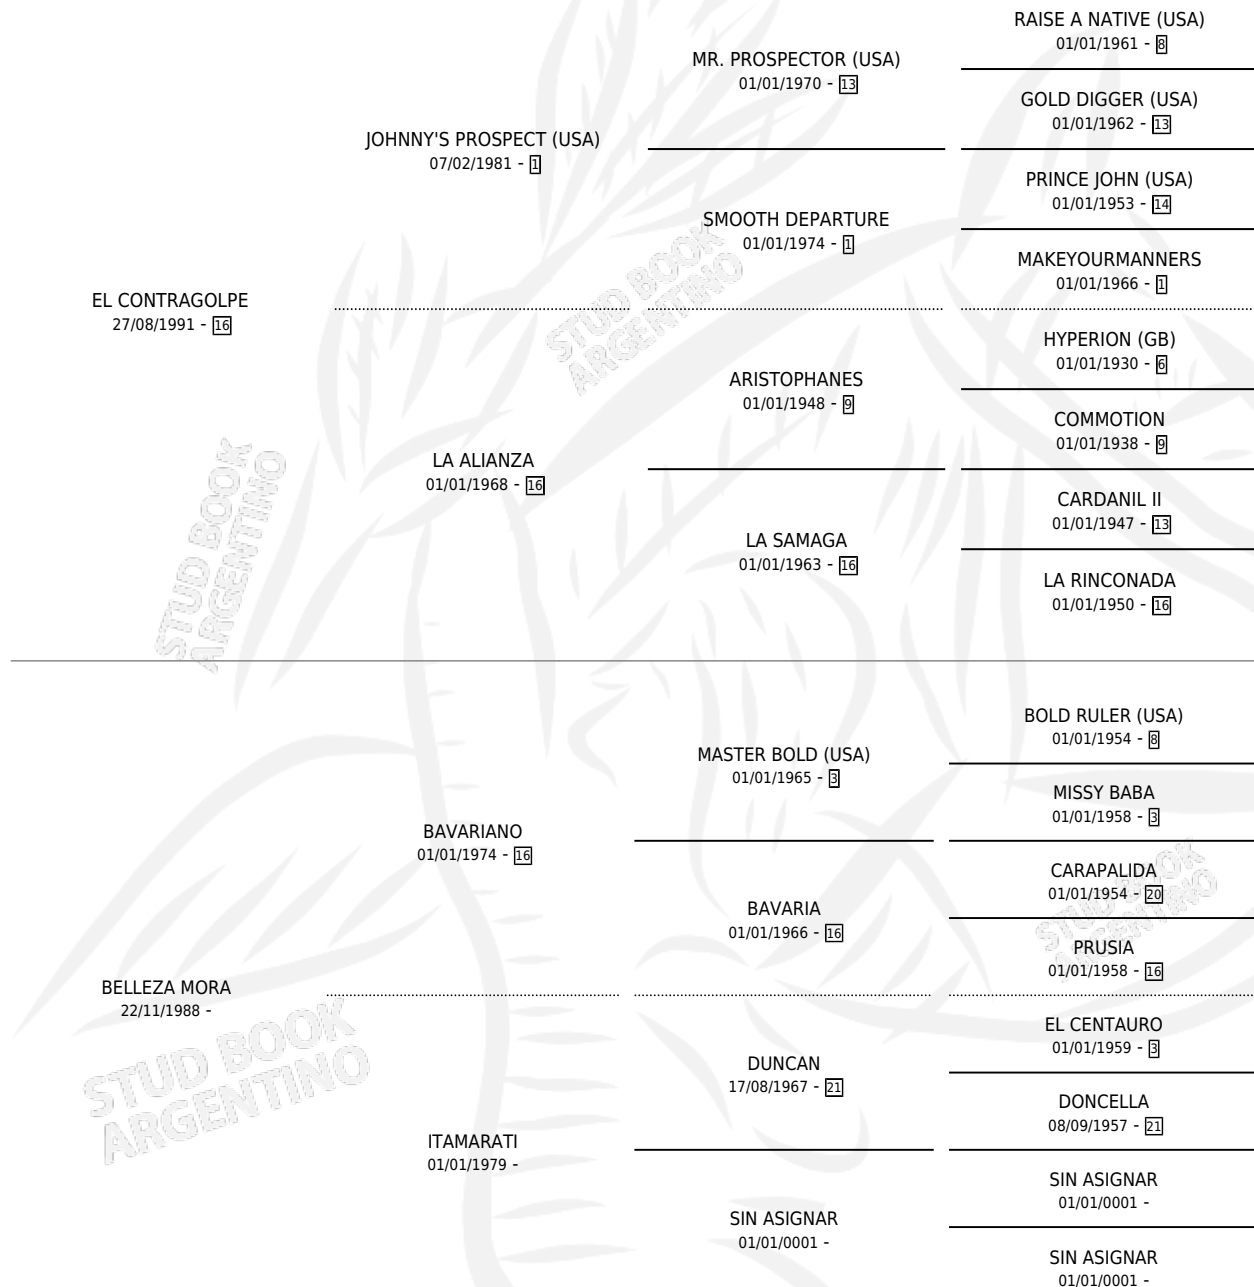 RAISE A NATIVE (USA)
01/01/1961 - 8
MR. PROSPECTOR (USA)
01/01/1970 - 13
GOLD DIGGER (USA)
01/01/1962 - 13
JOHNNY'S PROSPECT (USA)
07/02/1981 - 1
PRINCE JOHN (USA)
01/01/1953 - 14
SMOOTH DEPARTURE
01/01/1974 - 1
MAKEYOURMANNERS
01/01/1966 - 1
EL CONTRAGOLPE
27/08/1991 - 16
HYPERION (GB)
01/01/1930 - 6
ARISTOPHANES
01/01/1948 - 9
COMMOTION
01/01/1938 - 9
LA ALIANZA
01/01/1968 - 16
CARDANIL II
01/01/1947 - 13
LA SAMAGA
01/01/1963 - 16
LA RINCONADA
01/01/1950 - 16
BOLD RULER (USA)
01/01/1954 - 8
MASTER BOLD (USA)
01/01/1965 - 3
MISSY BABA
01/01/1958 - 3
BAVARIANO
01/01/1974 - 16
CARAPALIDA
01/01/1954 - 20
BAVARIA
01/01/1966 - 16
PRUSIA
01/01/1958 - 16
BELLEZA MORA
22/11/1988 -
EL CENTAURO
01/01/1959 - 3
DUNCAN
17/08/1967 - 21
DONCELLA
08/09/1957 - 21
ITAMARATI
01/01/1979 -
SIN ASIGNAR
01/01/0001 -
SIN ASIGNAR
01/01/0001 -
SIN ASIGNAR
01/01/0001 -
STUD BOOK
ARGENTINO
STUD BOOK
ARGENTINO
STUD BOOK
ARGENTINO
STUD BOOK
ARGENTINO